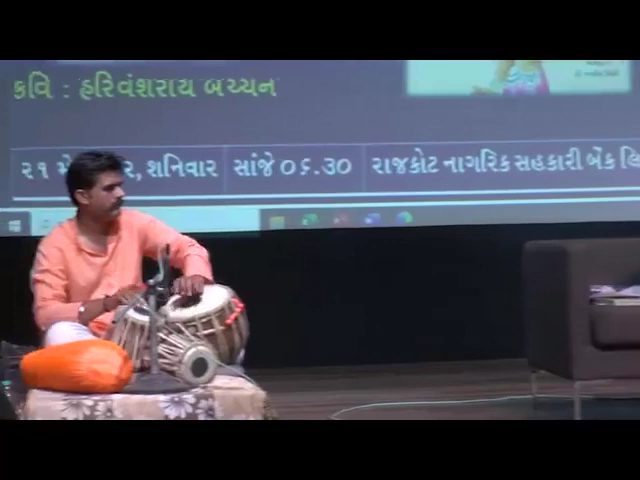 કવિ : હરિવંશરાય બચ્ચન
૨૧ શનિવાર સાંજે ૦૬.૩૦ રાજકોટ નાગરિક સહકારી બેંક લિ